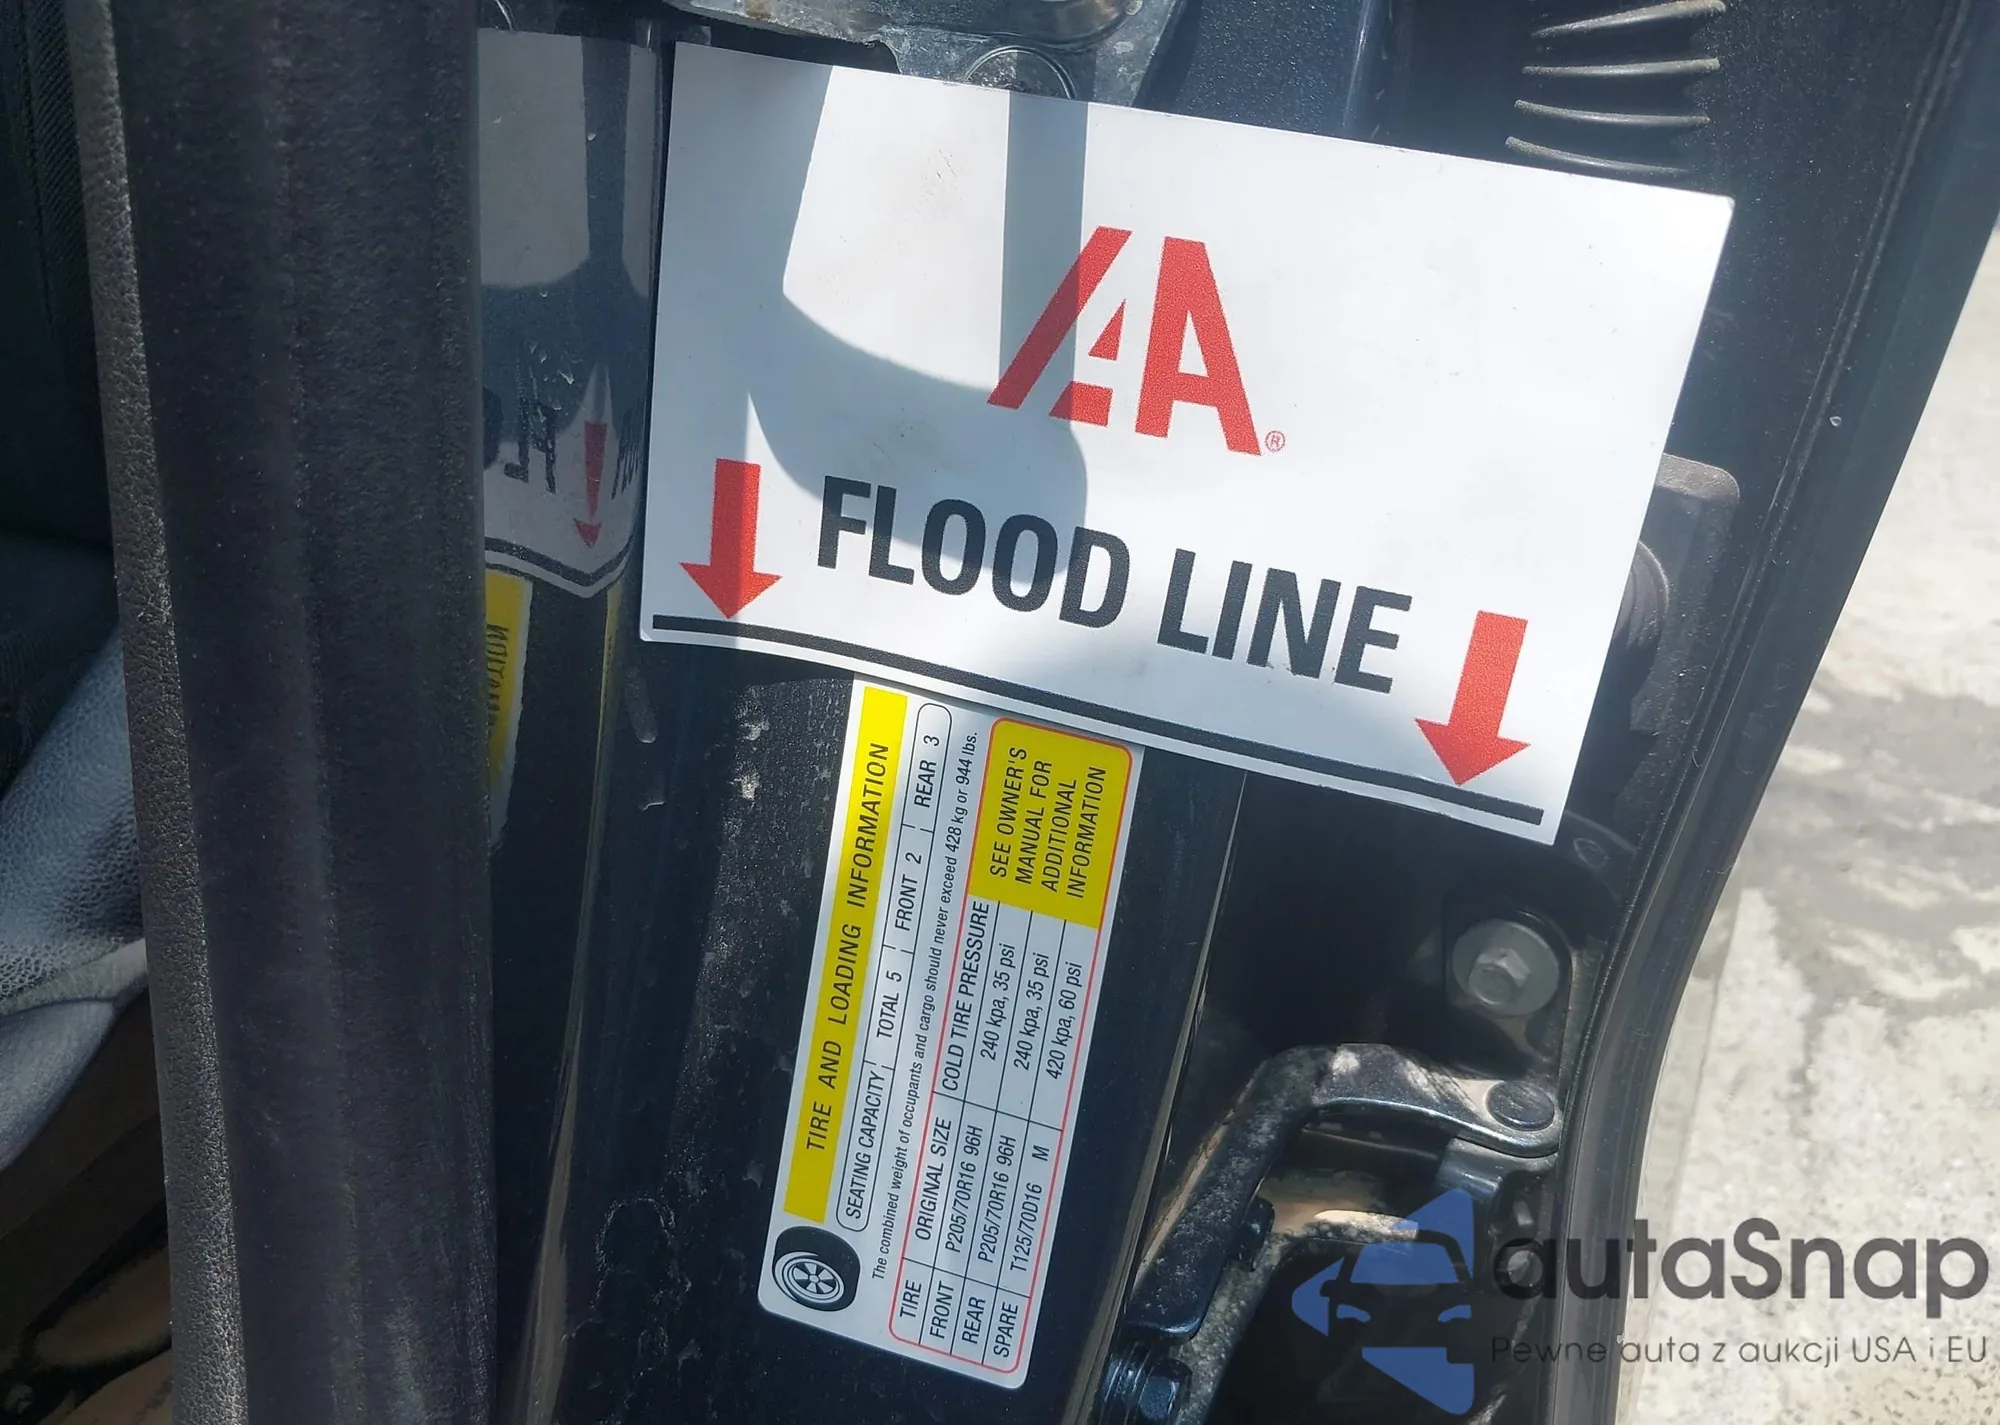 IAA®
FLOOD LINE
TIRE AND LOADING INFORMATION
SEATING CAPACITY TOTAL 5 FRONT 2 REAR 3
The combined weight of occupants and cargo should never exceed 428 kg or 944 lbs.
TIRE ORIGINAL SIZE COLD TIRE PRESSURE
FRONT P205/70R16 96H 240 kpa, 35 psi
REAR P205/70R16 96H 240 kpa, 35 psi
SPARE T125/70D16 M 420 kpa, 60 psi
SEE OWNER'S
MANUAL FOR
ADDITIONAL
INFORMATION
autaSnap
Pewne auta z aukcji USA i EU